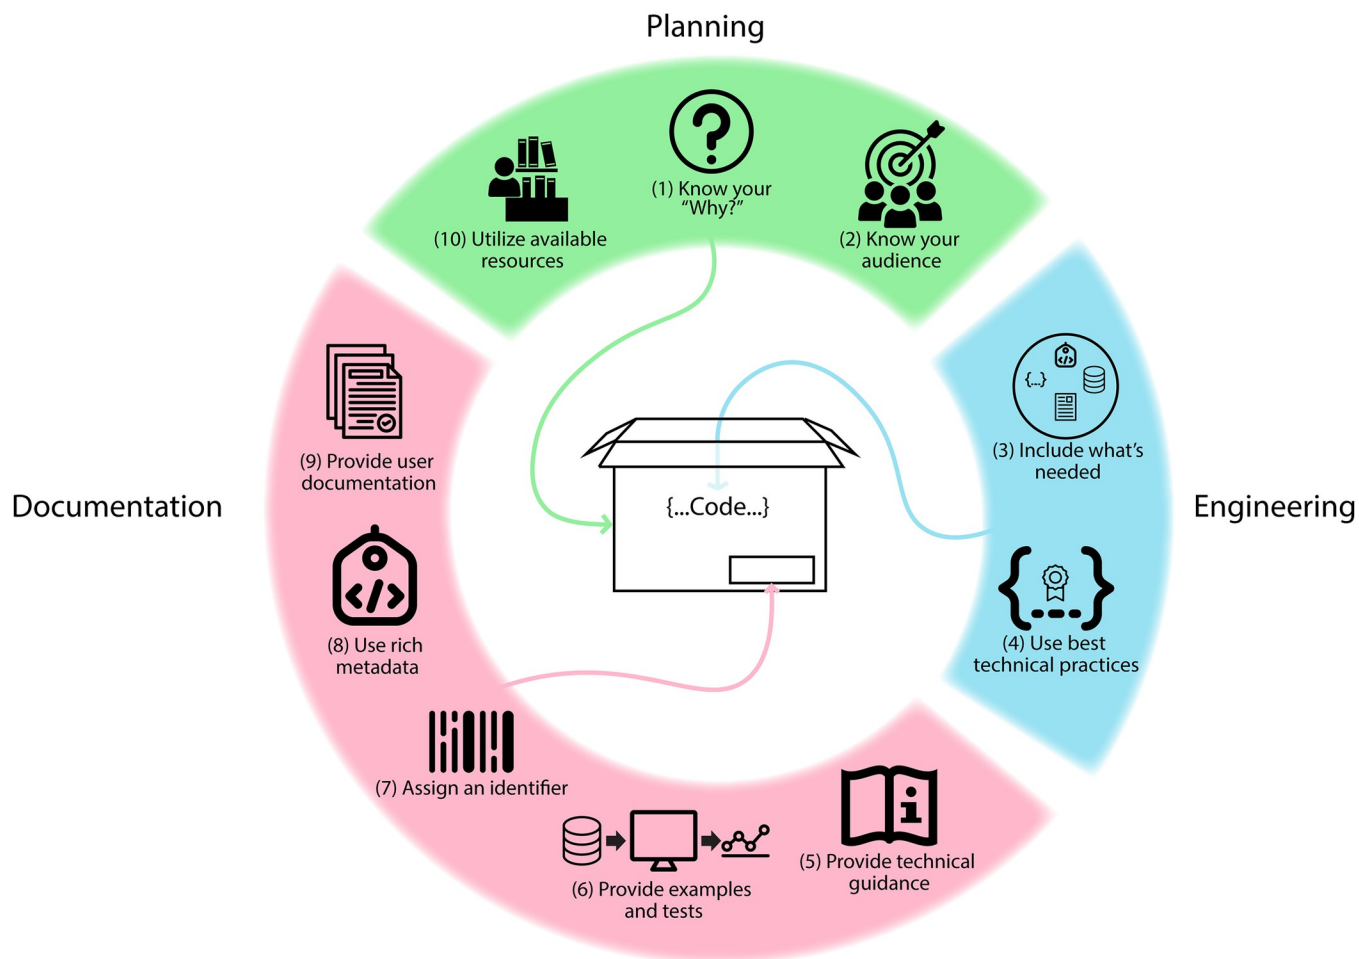 Planning
(1) Know your
“Why?”
(2) Know your
audience
(10) Utilize available
resources
{...}
</>
(3) Include what’s
needed
(9) Provide user
documentation
Documentation
{...Code...}
Engineering
</>
(8) Use rich
metadata
{---}
(4) Use best
technical practices
(7) Assign an identifier
i
(5) Provide technical
guidance
(6) Provide examples
and tests